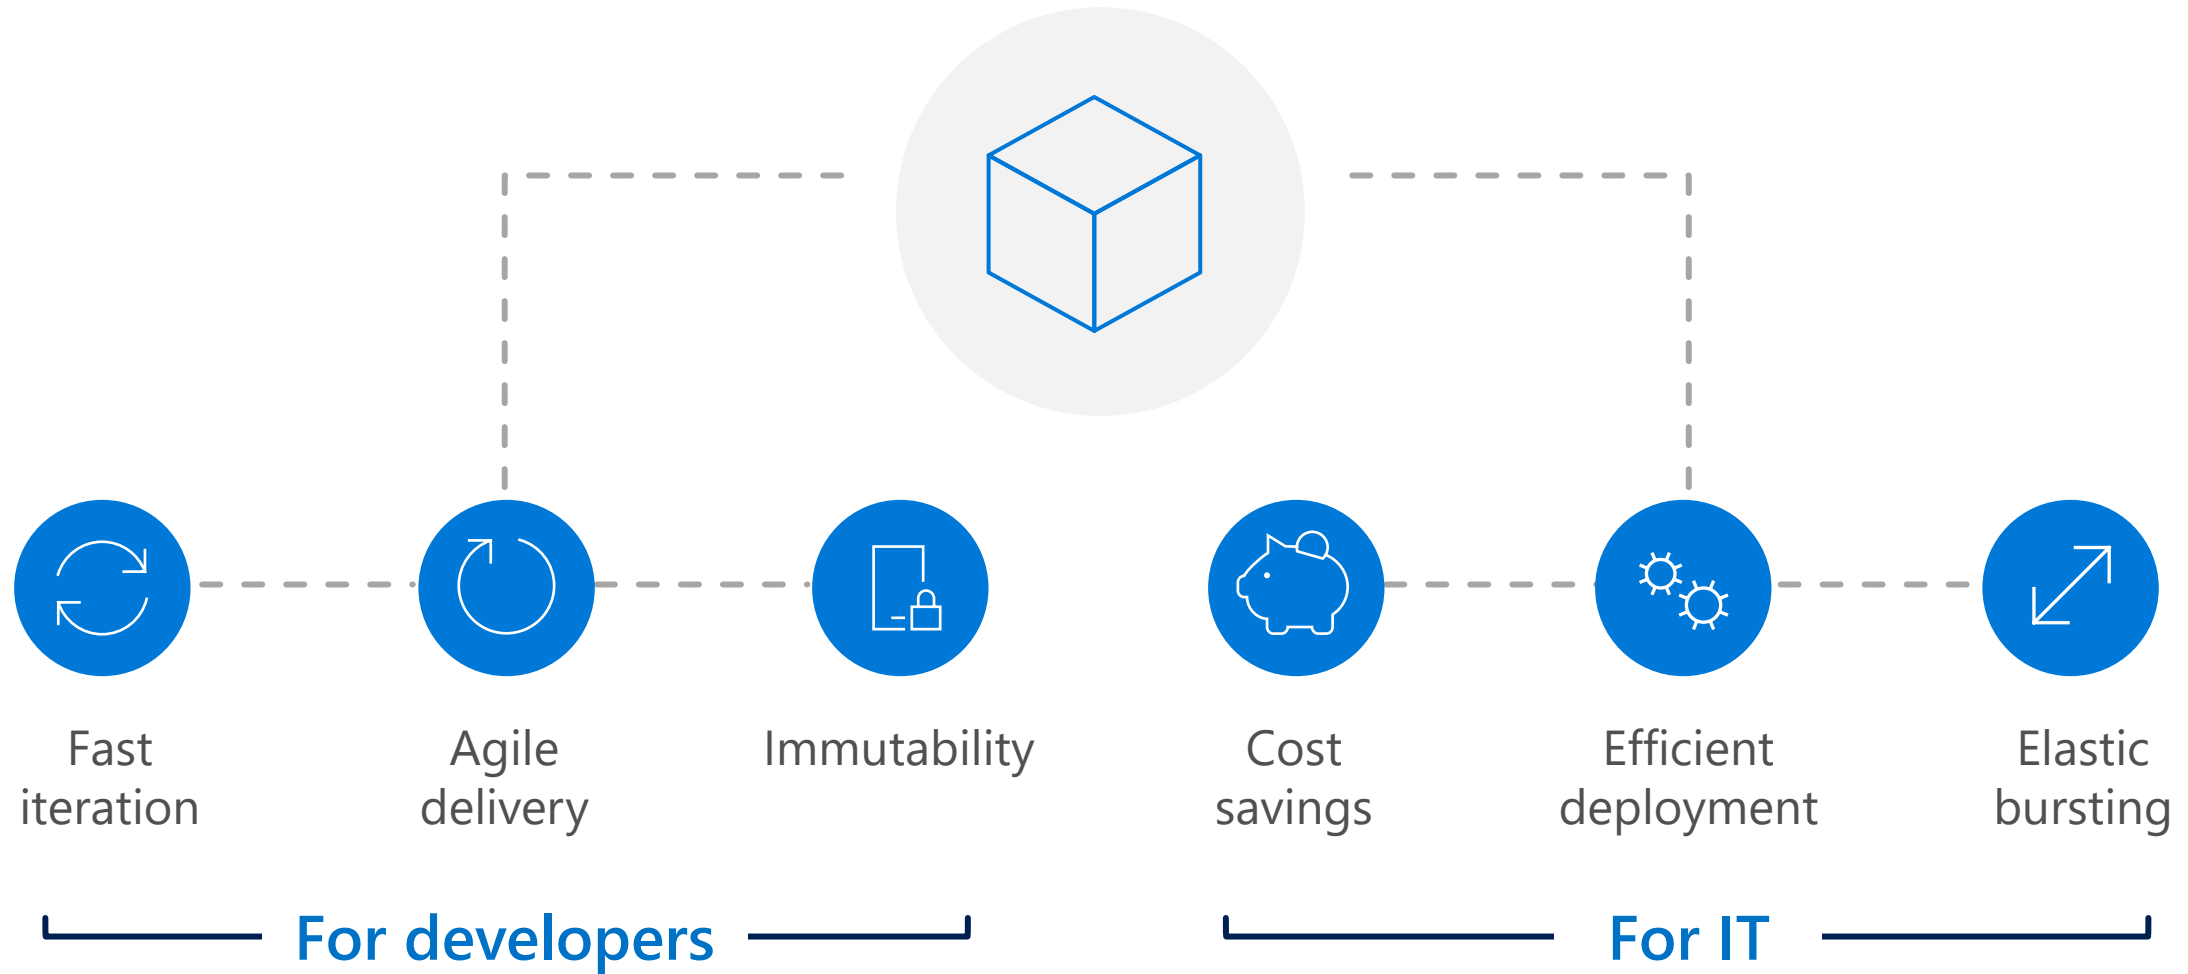 Fast
iteration
Agile
delivery
Immutability
Cost
savings
Efficient
deployment
Elastic
bursting
For developers
For IT